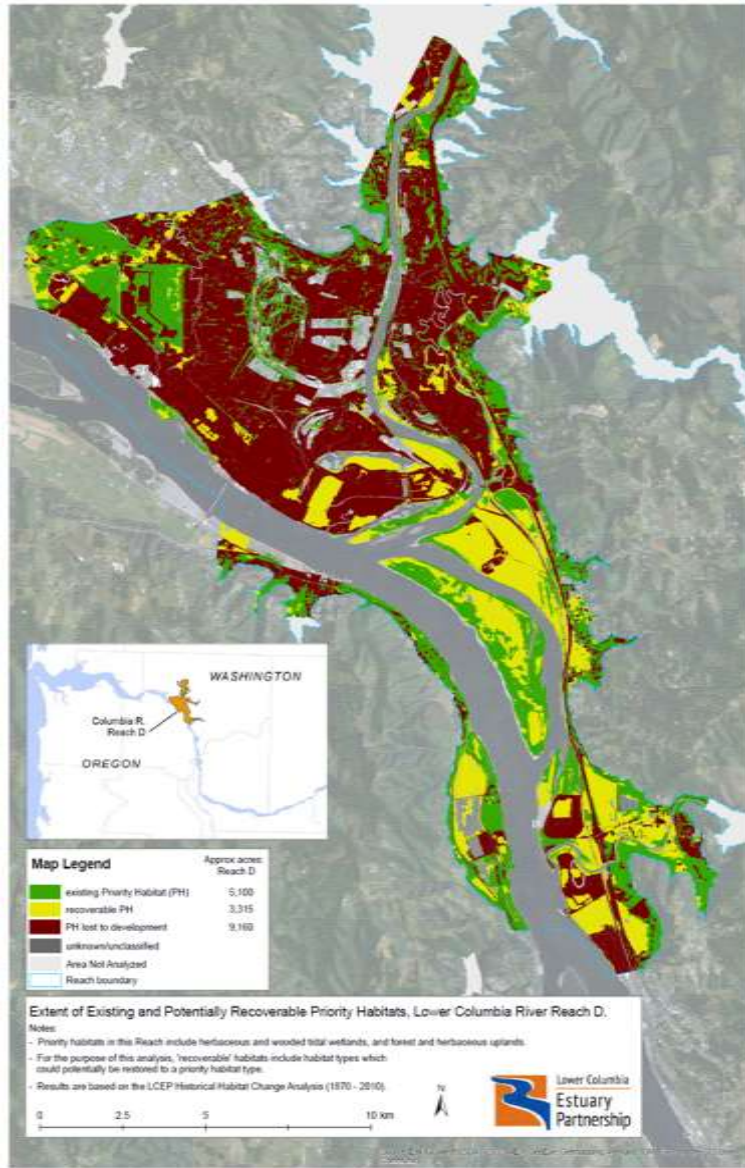 WASHINGTON
Columbia R.
Reach D
OREGON
Map Legend
Approx acres
Reach D
existing Priority Habitat (PH) 5,100
recoverable PH 3,315
PH lost to development 9,160
unknown/unclassified
Area Not Analyzed
Reach boundary
Extent of Existing and Potentially Recoverable Priority Habitats, Lower Columbia River Reach D.
Notes:
- Priority habitats in this Reach include herbaceous and wooded tidal wetlands, and forest and herbaceous uplands.
- For the purpose of this analysis, 'recoverable' habitats include habitat types which
could potentially be restored to a priority habitat type.
- Results are based on the LCEP Historical Habitat Change Analysis (1870 - 2010).
0 2.5 5 10 km
N
Lower Columbia
Estuary
Partnership